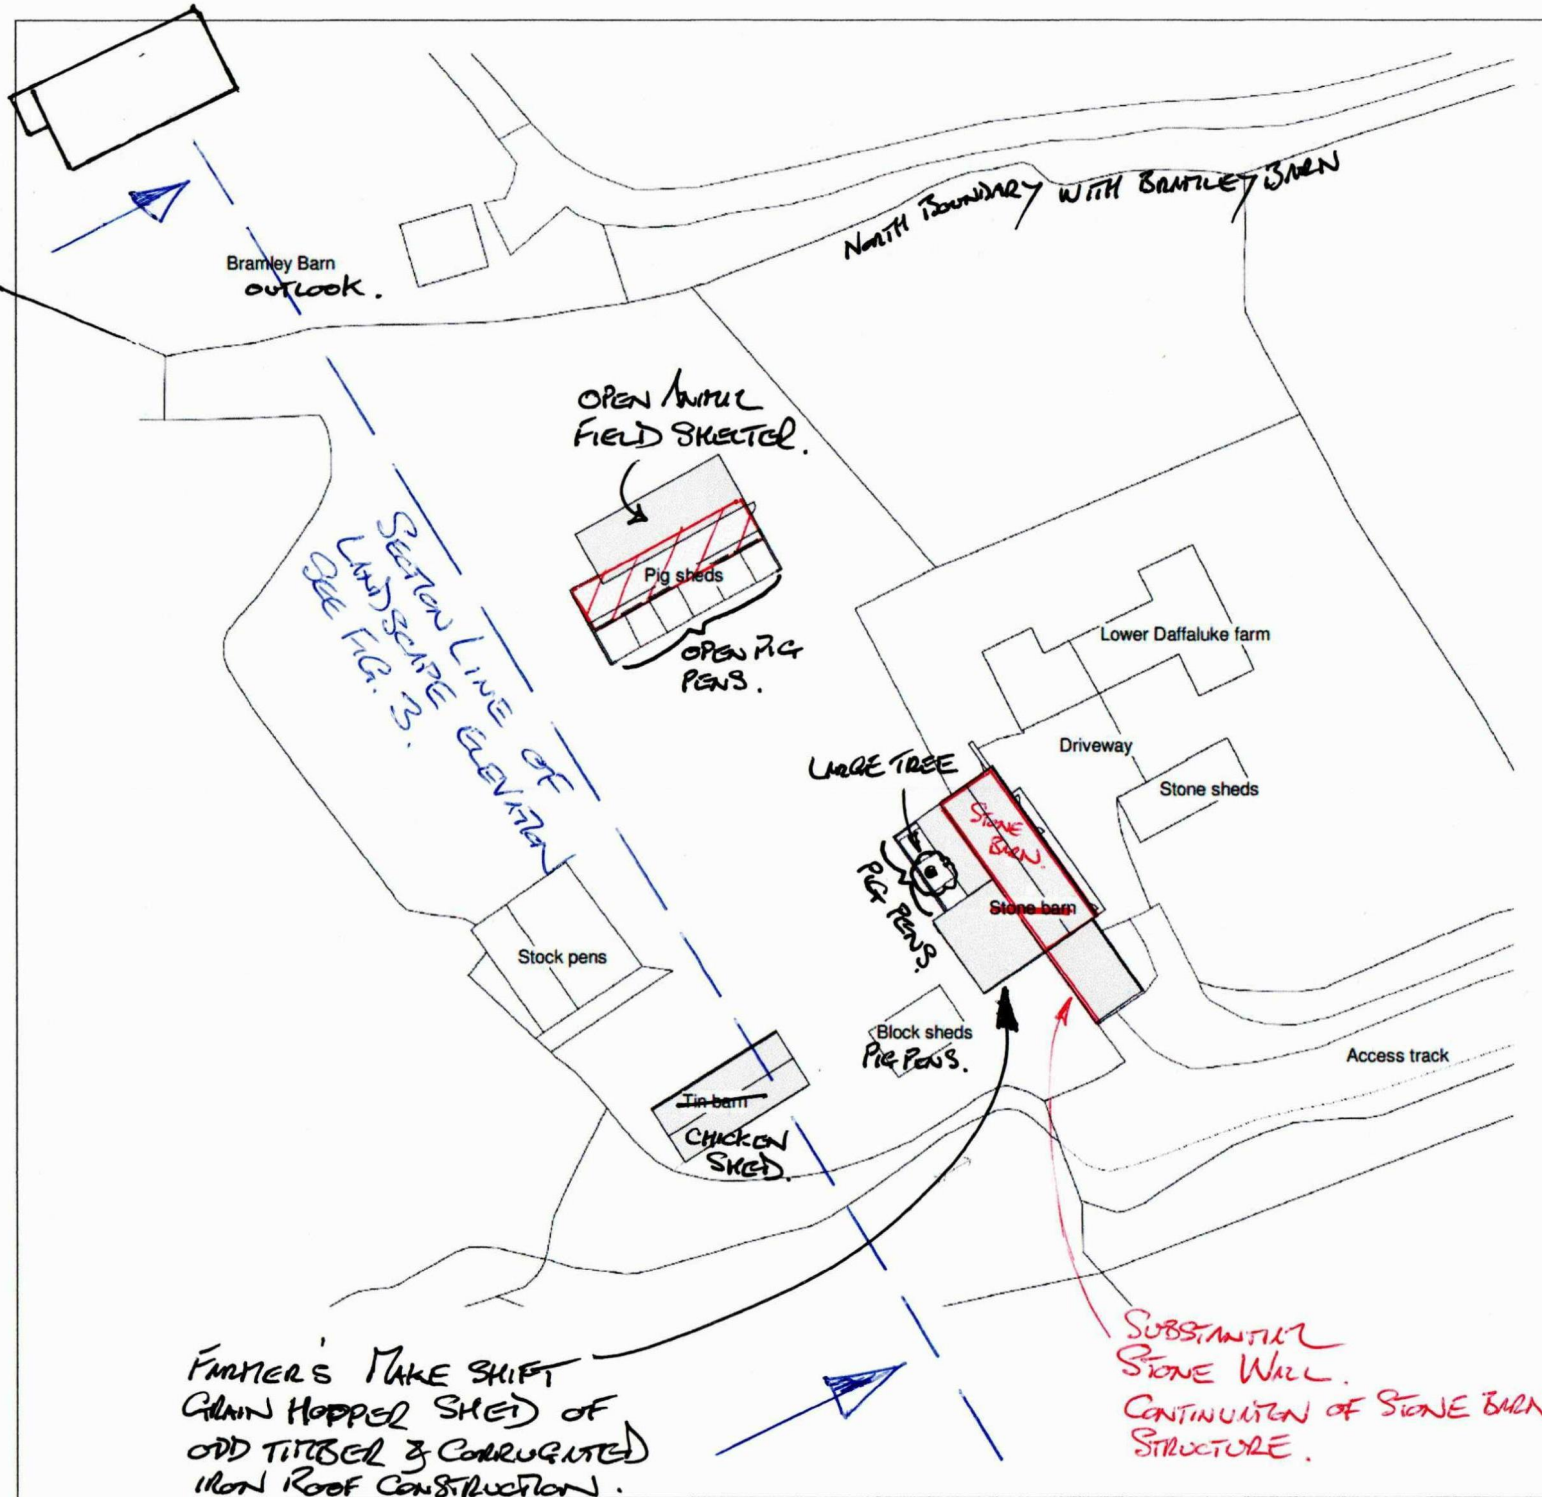 NORTH BOUNDARY WITH BRAMLEY BARN
Bramley Barn
OUTLOOK.
OPEN ANIMAL
FIELD SHELTER.
Pig sheds
OPEN PIG
PENS.
SECTION LINE OF
LANDSCAPE ELEVATION
SEE FIG. 3.
Lower Daffaluke farm
Driveway
Stone sheds
LARGE TREE
STONE
BARN.
PIG PENS.
Stone barn
Stock pens
Block sheds
PIG PENS.
Access track
Tin barn
CHICKEN
SHED.
FARMER'S MAKE SHIFT
GRAIN HOPPER SHED OF
ODD TIMBER & CORRUGATED
IRON ROOF CONSTRUCTION.
SUBSTANTIAL
STONE WALL.
CONTINUATION OF STONE BARN
STRUCTURE.